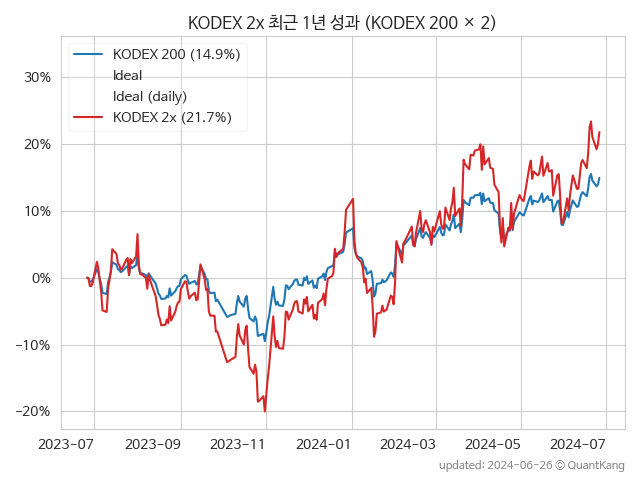 KODEX 2x 최근 1년 성과 (KODEX 200 × 2)
KODEX 200 (14.9%)
Ideal
Ideal (daily)
KODEX 2x (21.7%)
30%
20%
10%
0%
−10%
−20%
2023-07 2023-09 2023-11 2024-01 2024-03 2024-05 2024-07
updated: 2024-06-26 © QuantKang